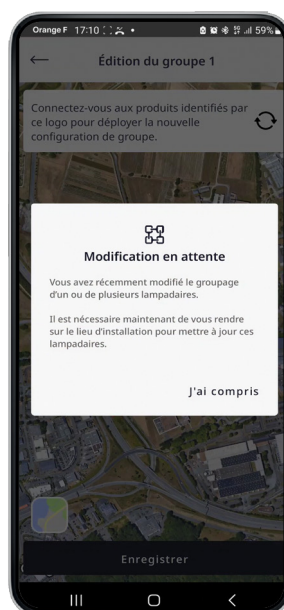 Orange F 17:10
59%
Édition du groupe 1
Connectez-vous aux produits identifiés par
ce logo pour déployer la nouvelle
configuration de groupe.
Modification en attente
Vous avez récemment modifié le groupage
d'un ou de plusieurs lampadaires.
Il est nécessaire maintenant de vous rendre
sur le lieu d'installation pour mettre à jour ces
lampadaires.
J'ai compris
Enregistrer